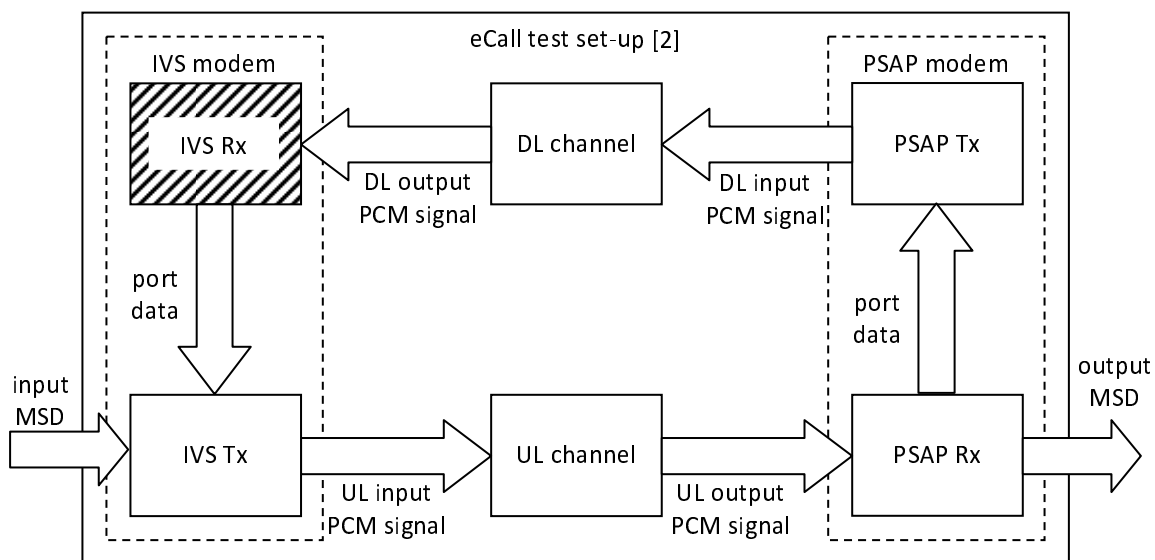 eCall test set-up [2]
IVS modem
PSAP modem
IVS Rx
DL channel
PSAP Tx
DL output
PCM signal
DL input
PCM signal
port
data
port
data
input
MSD
output
MSD
IVS Tx
UL channel
PSAP Rx
UL input
PCM signal
UL output
PCM signal